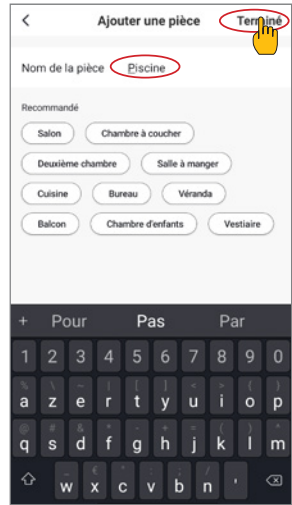 Ajouter une pièce Terminé
Nom de la pièce Piscine
Recommandé
Salon Chambre à coucher
Deuxième chambre Salle à manger
Cuisine Bureau Véranda
Balcon Chambre d'enfants Vestiaire
+ Pour Pas Par
1 2 3 4 5 6 7 8 9 0
a z e r t y u i o p
q s d f g h j k l m
w x c v b n '